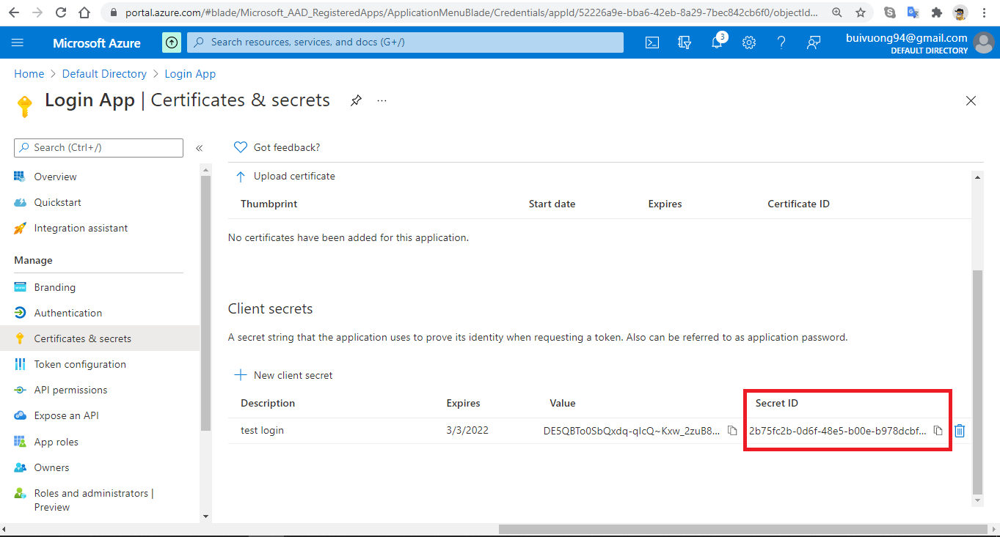 portal.azure.com/#blade/Microsoft_AAD_RegisteredApps/ApplicationMenuBlade/Credentials/appId/52226a9e-bba6-42eb-8a29-7bec842cb6f0/objectId...
Microsoft Azure
Search resources, services, and docs (G+/)
3
buivuong94@gmail.com
DEFAULT DIRECTORY
Home > Default Directory > Login App
Login App | Certificates & secrets
Search (Ctrl+/)
Overview
Quickstart
Integration assistant
Manage
Branding
Authentication
Certificates & secrets
Token configuration
API permissions
Expose an API
App roles
Owners
Roles and administrators |
Preview
Got feedback?
Upload certificate
Thumbprint Start date Expires Certificate ID
No certificates have been added for this application.
Client secrets
A secret string that the application uses to prove its identity when requesting a token. Also can be referred to as application password.
New client secret
Description Expires Value Secret ID
test login 3/3/2022 DE5QBTo0SbQxdq-qlcQ~Kxw_2zuB8... 2b75fc2b-0d6f-48e5-b00e-b978dcbf...